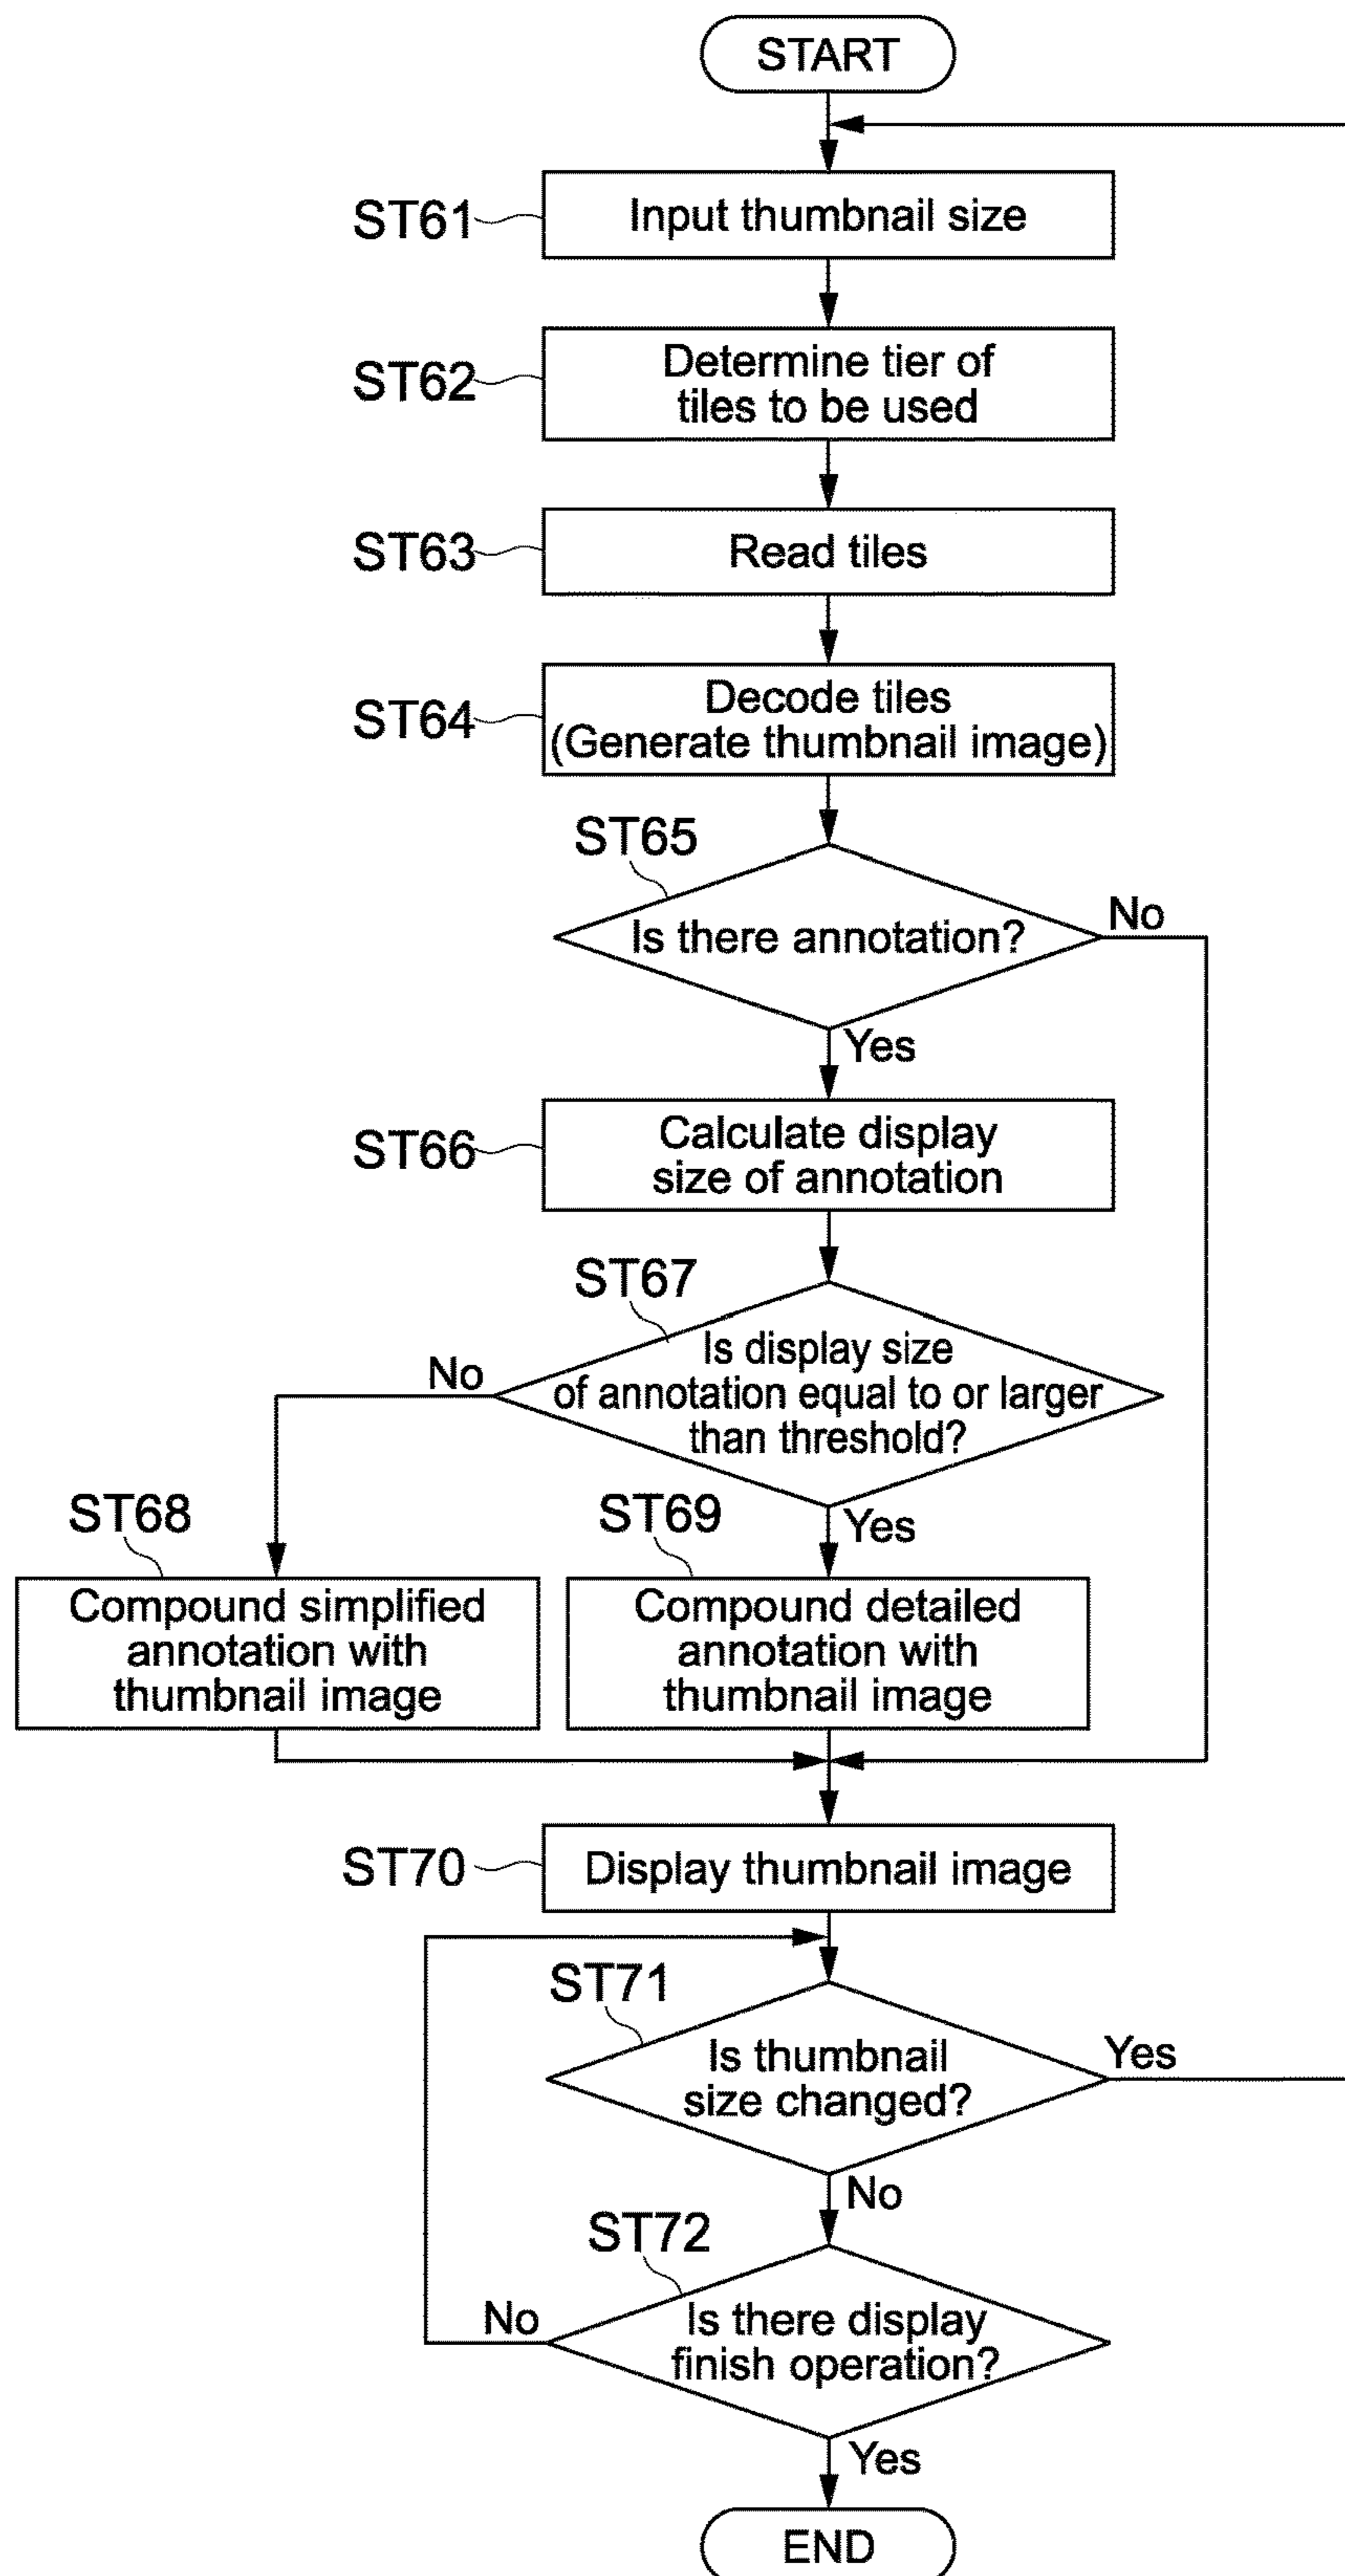 START
ST61
Input thumbnail size
ST62
Determine tier of
tiles to be used
ST63
Read tiles
ST64
Decode tiles
(Generate thumbnail image)
ST65
Is there annotation?
No
Yes
ST66
Calculate display
size of annotation
ST67
Is display size
of annotation equal to or larger
than threshold?
No
Yes
ST68
Compound simplified
annotation with
thumbnail image
ST69
Compound detailed
annotation with
thumbnail image
ST70
Display thumbnail image
ST71
Is thumbnail
size changed?
Yes
No
ST72
Is there display
finish operation?
No
Yes
END